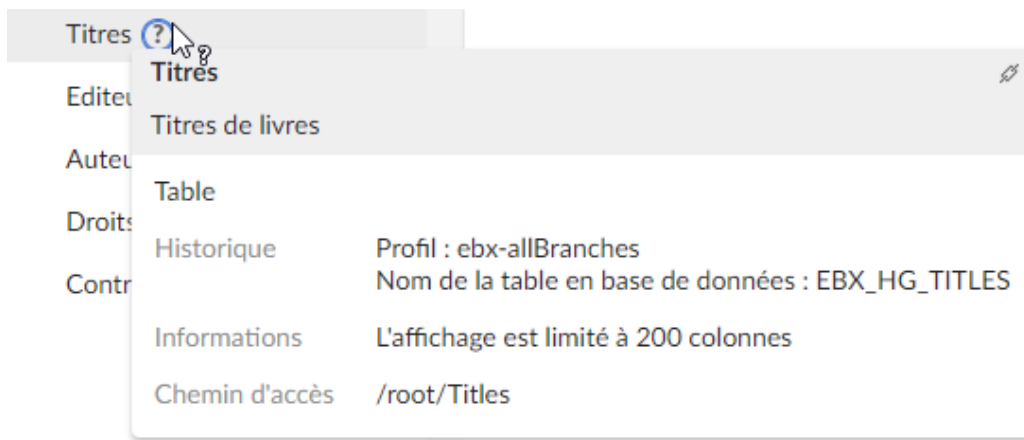 Titres ?
Titres
Titres de livres
Table
Historique Profil : ebx-allBranches
Nom de la table en base de données : EBX_HG_TITLES
Informations L'affichage est limité à 200 colonnes
Chemin d'accès /root/Titles